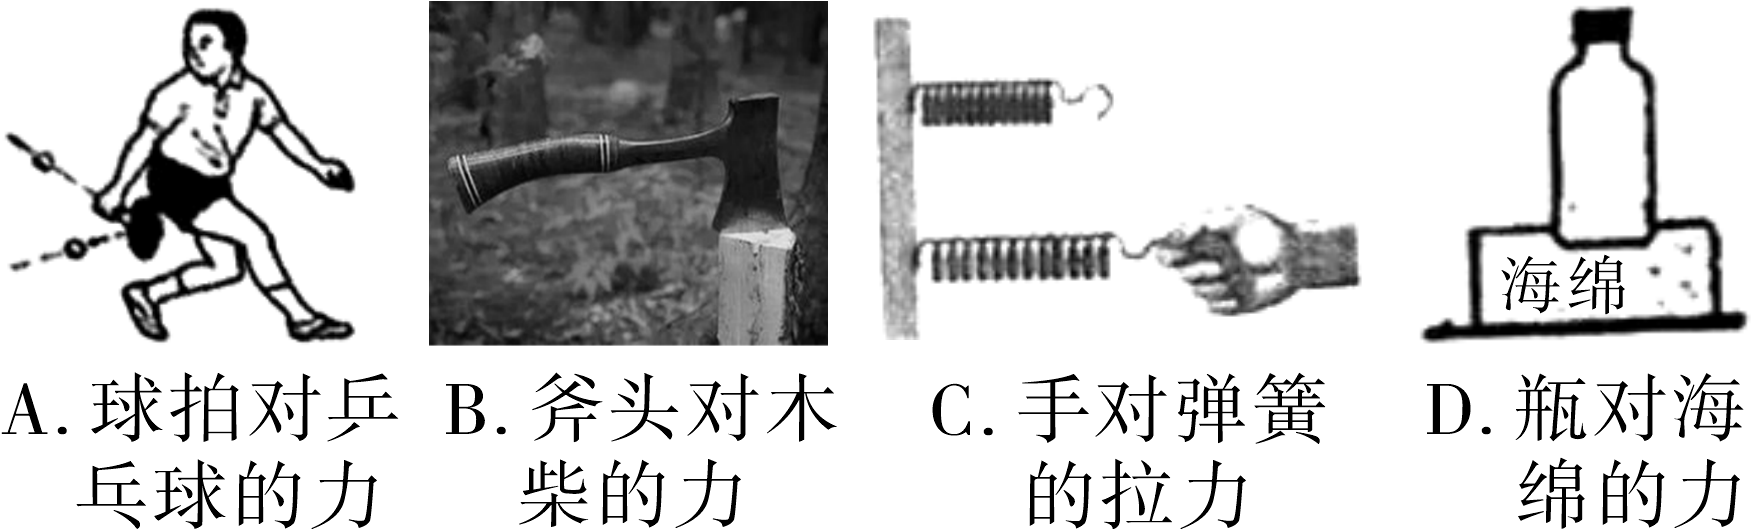 海绵
A. 球拍对乒
乓球的力
B. 斧头对木
柴的力
C. 手对弹簧
的拉力
D. 瓶对海
绵的力